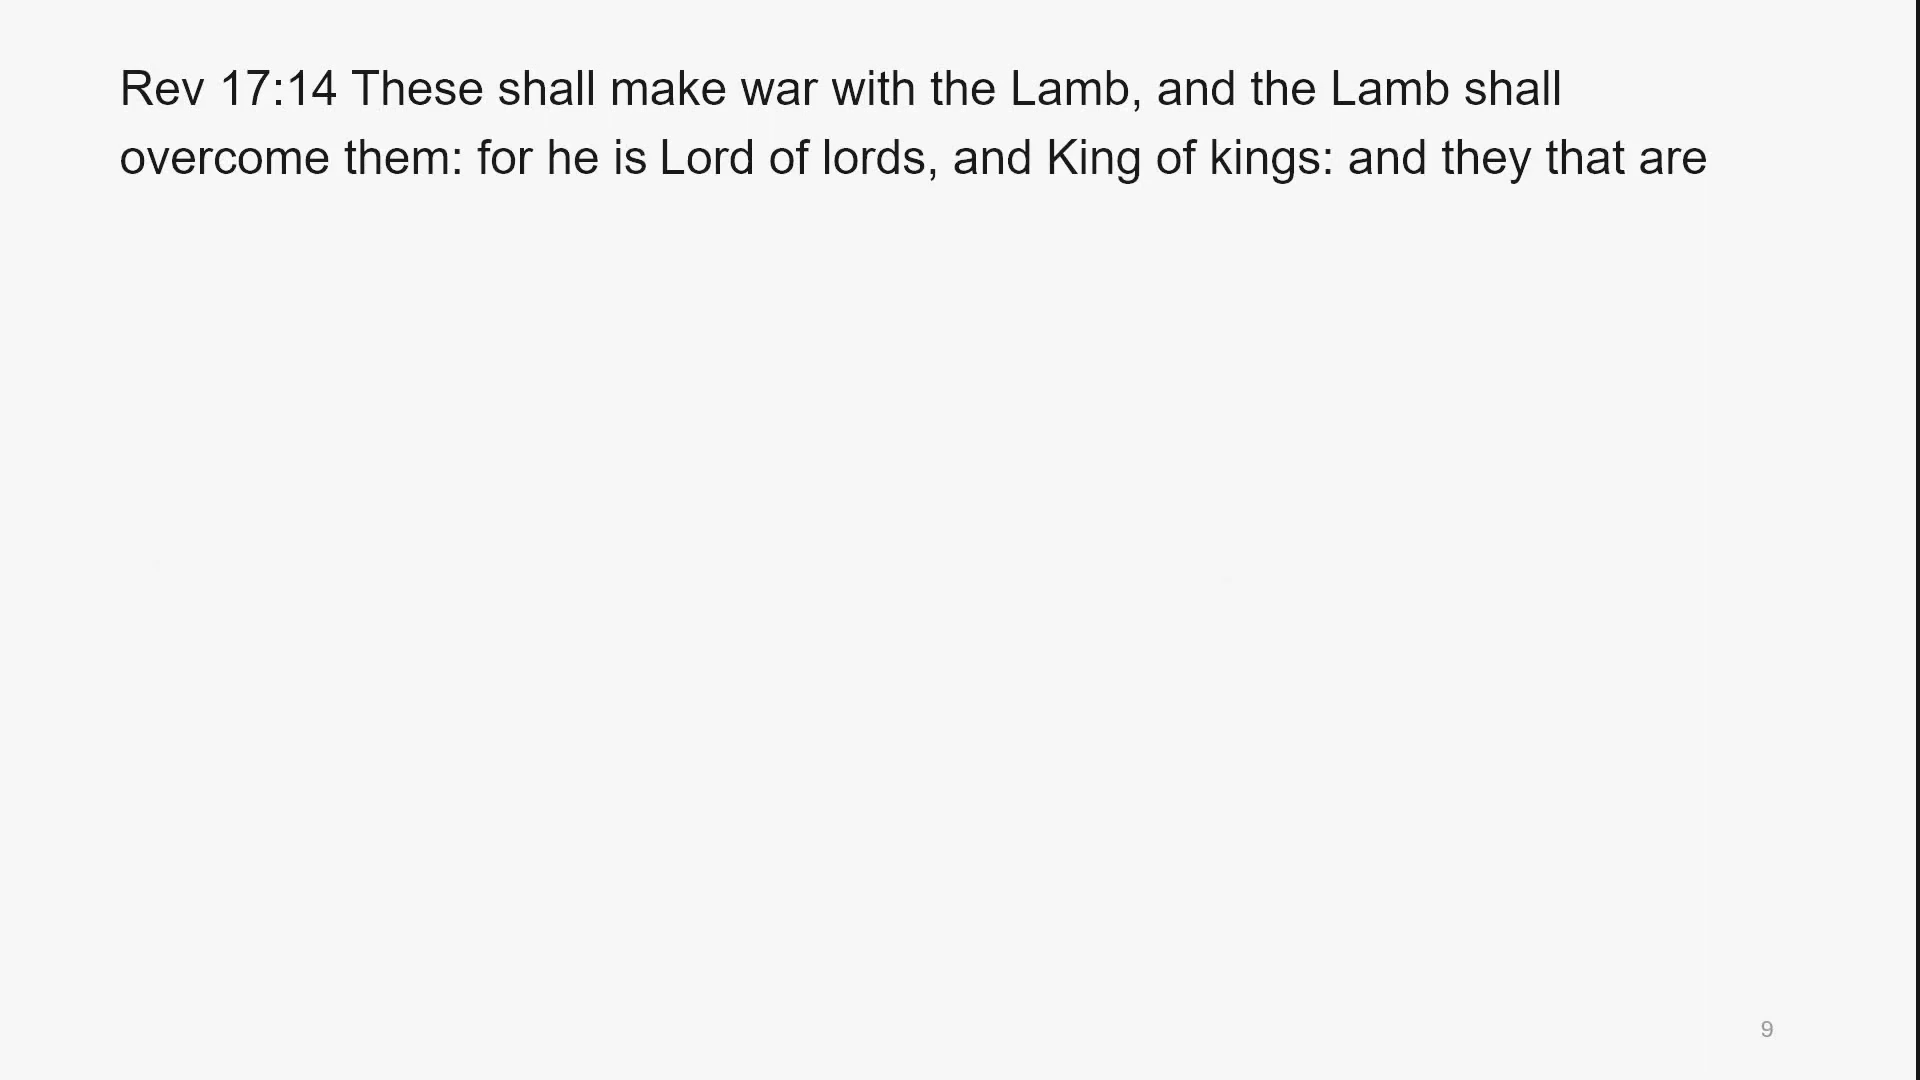 Rev 17:14 These shall make war with the Lamb, and the Lamb shall
overcome them: for he is Lord of lords, and King of kings: and they that are
9